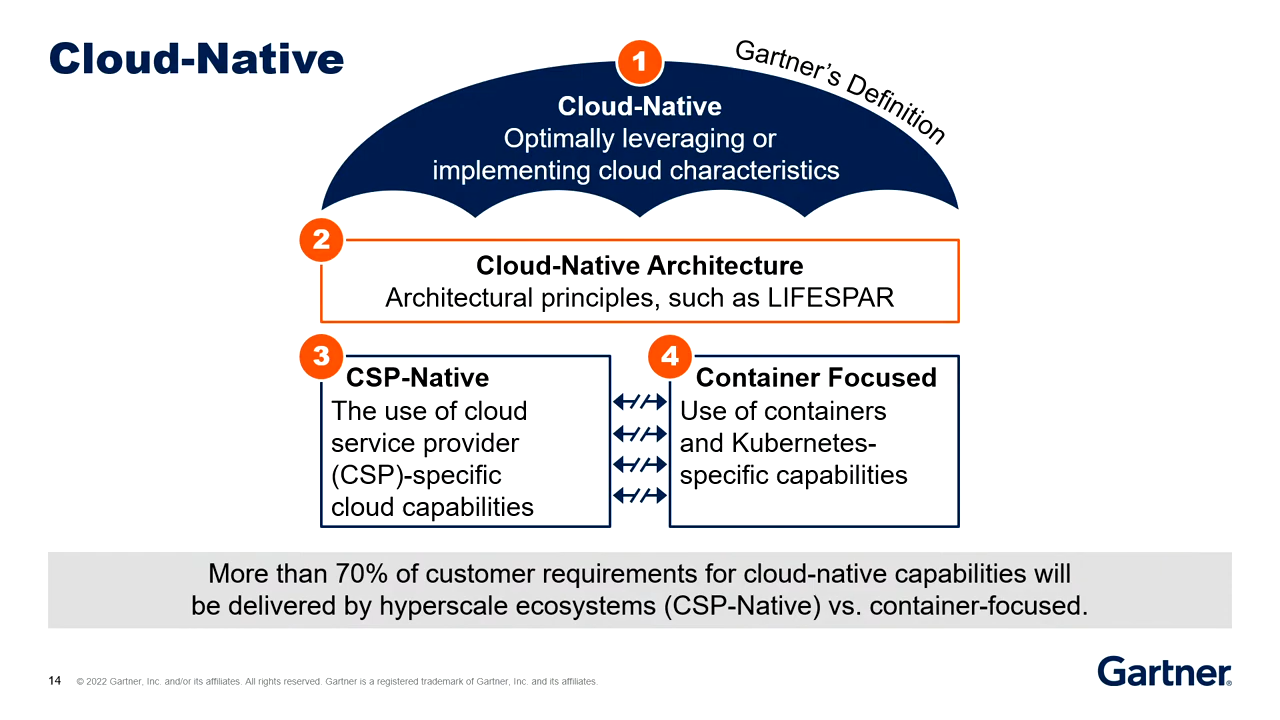 Cloud-Native
Gartner's Definition
1
Cloud-Native
Optimally leveraging or
implementing cloud characteristics
2
Cloud-Native Architecture
Architectural principles, such as LIFESPAR
3
CSP-Native
The use of cloud
service provider
(CSP)-specific
cloud capabilities
4
Container Focused
Use of containers
and Kubernetes-
specific capabilities
More than 70% of customer requirements for cloud-native capabilities will
be delivered by hyperscale ecosystems (CSP-Native) vs. container-focused.
14 © 2022 Gartner, Inc. and/or its affiliates. All rights reserved. Gartner is a registered trademark of Gartner, Inc. and its affiliates.
Gartner®